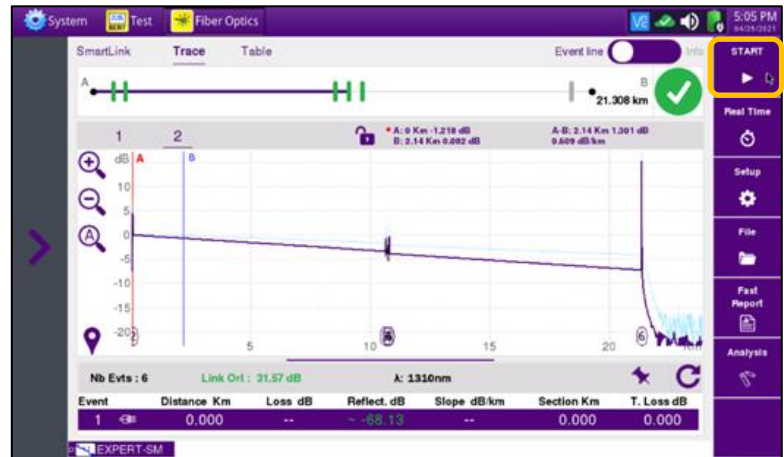 System Test Fiber Optics 5:05 PM
04/25/2021
SmartLink Trace Table Event line Info START
A B
21.308 km
Real Time
1 2 A: 0 Km -1.218 dB A-B: 2.14 Km 1.301 dB
B: 2.14 Km 0.082 dB 0.609 dB/km
dB A B
Setup
10
5
0
File
-5
-10
Fast
Report
-15
-20
6
5 10 15 20 Km
Analysis
Nb Evts : 6 Link Orl : 31.57 dB λ: 1310nm
Event Distance Km Loss dB Reflect. dB Slope dB/km Section Km T. Loss dB
1 0.000 -- ~ -68.13 -- 0.000 0.000
EXPERT-SM